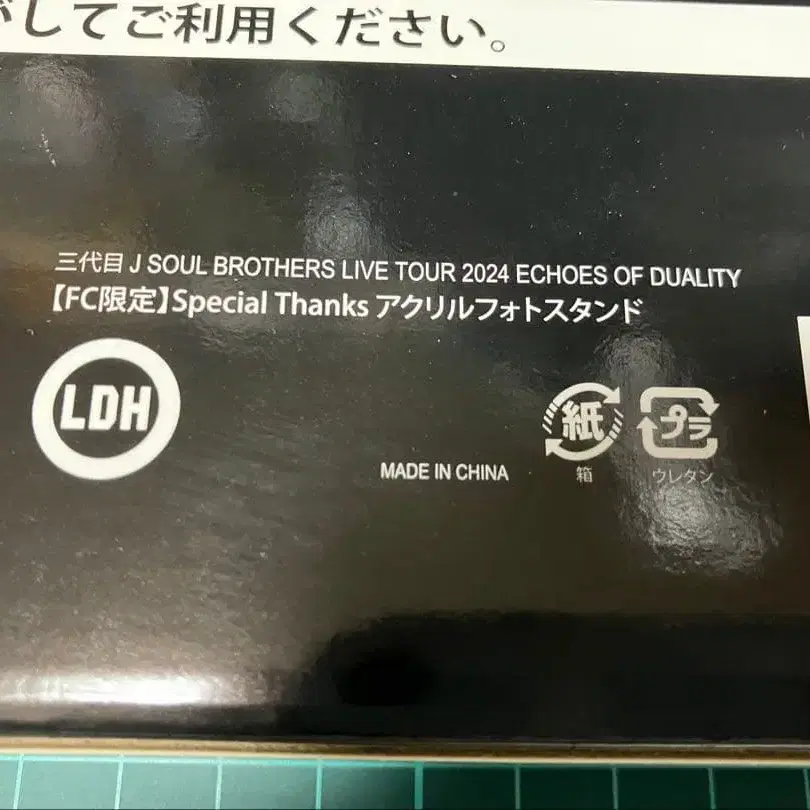 がしてご利用ください。
三代目 J SOUL BROTHERS LIVE TOUR 2024 ECHOES OF DUALITY
【FC限定】Special Thanks アクリルフォトスタンド
LDH
紙
プラ
MADE IN CHINA
箱
ウレタン